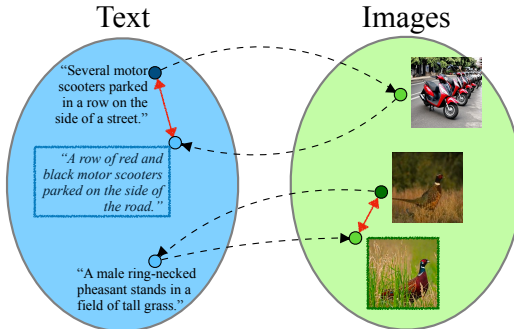 Text
Images
“Several motor
scooters parked
in a row on the
side of a street.”
“A row of red and
black motor scooters
parked on the side of
the road.”
“A male ring-necked
pheasant stands in a
field of tall grass.”